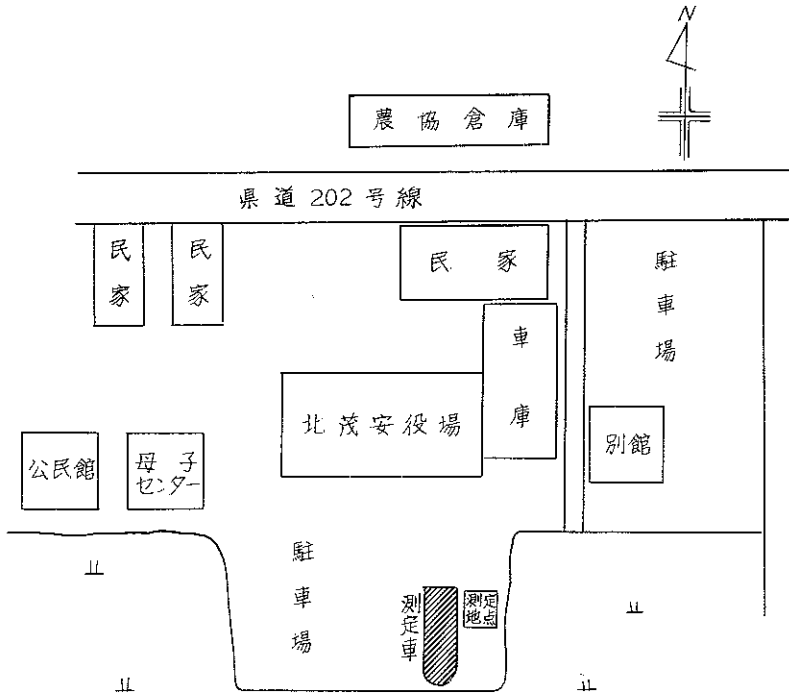 N
農協倉庫
県道202号線
民家
民家
民家
駐車場
車庫
北茂安役場
別館
公民館
母子
センター
駐車場
測定車
測定
地点